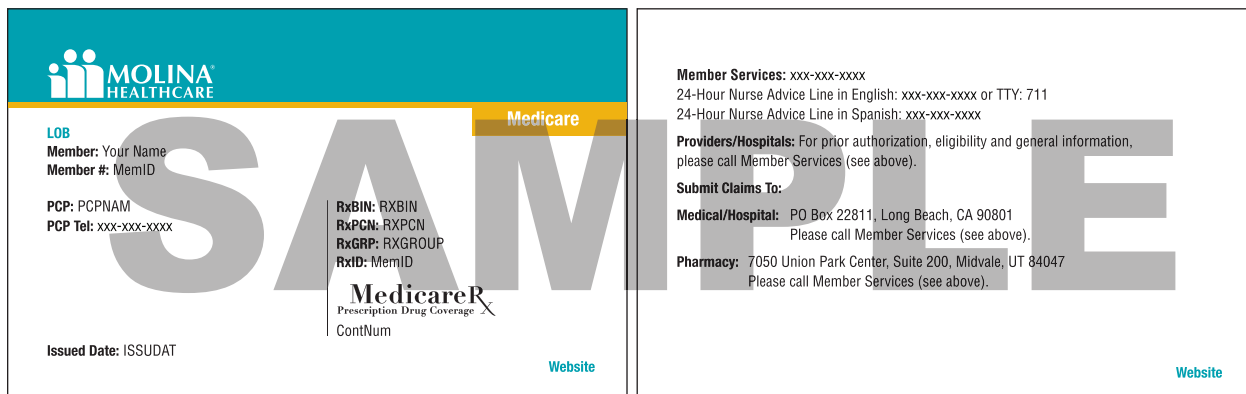 MOLINA®
HEALTHCARE
Medicare
LOB
Member: Your Name
Member #: MemID
PCP: PCPNAM
PCP Tel: xxx-xxx-xxxx
RxBIN: RXBIN
RxPCN: RXPCN
RxGRP: RXGROUP
RxID: MemID
MedicareRx
Prescription Drug Coverage
ContNum
Issued Date: ISSUDAT
Website
Member Services: xxx-xxx-xxxx
24-Hour Nurse Advice Line in English: xxx-xxx-xxxx or TTY: 711
24-Hour Nurse Advice Line in Spanish: xxx-xxx-xxxx
Providers/Hospitals: For prior authorization, eligibility and general information,
please call Member Services (see above).
Submit Claims To:
Medical/Hospital: PO Box 22811, Long Beach, CA 90801
Please call Member Services (see above).
Pharmacy: 7050 Union Park Center, Suite 200, Midvale, UT 84047
Please call Member Services (see above).
Website
SAMPLE